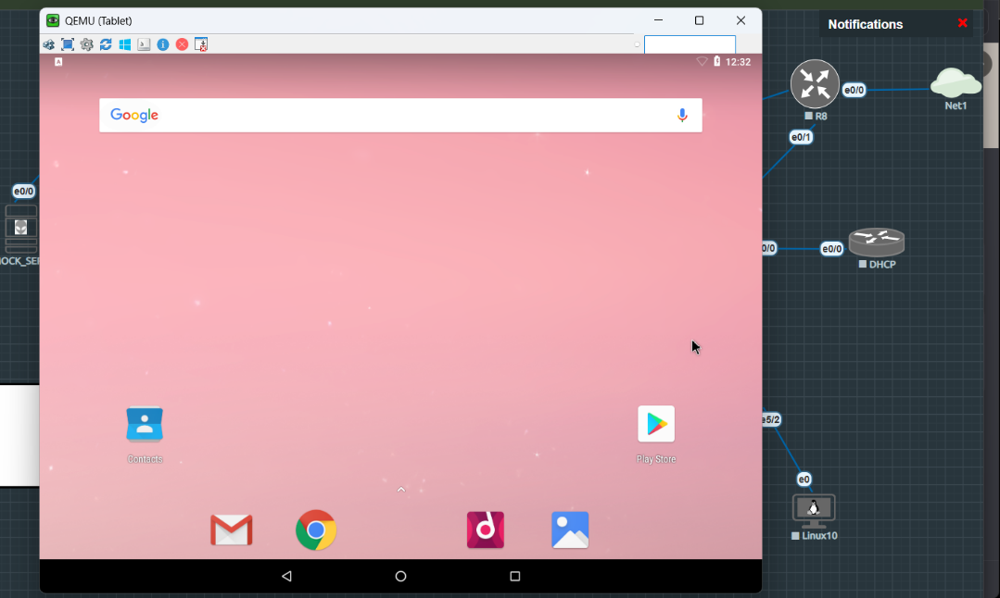 QEMU (Tablet)
Notifications
12:32
Google
e0/0
Net1
R8
e0/1
e0/0
OCK_SE
0/0
e0/0
DHCP
Contacts
Play Store
e5/2
e0
Linux10